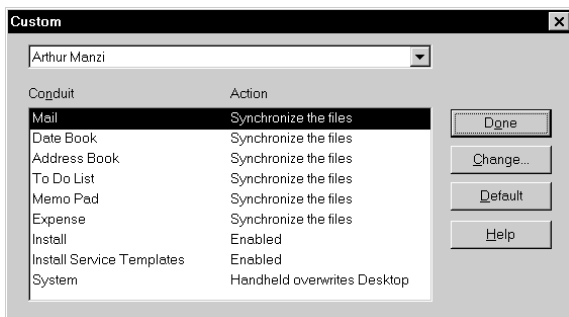 Custom
Arthur Manzi
Conduit Action
Mail Synchronize the files
Date Book Synchronize the files
Address Book Synchronize the files
To Do List Synchronize the files
Memo Pad Synchronize the files
Expense Synchronize the files
Install Enabled
Install Service Templates Enabled
System Handheld overwrites Desktop
Done
Change...
Default
Help